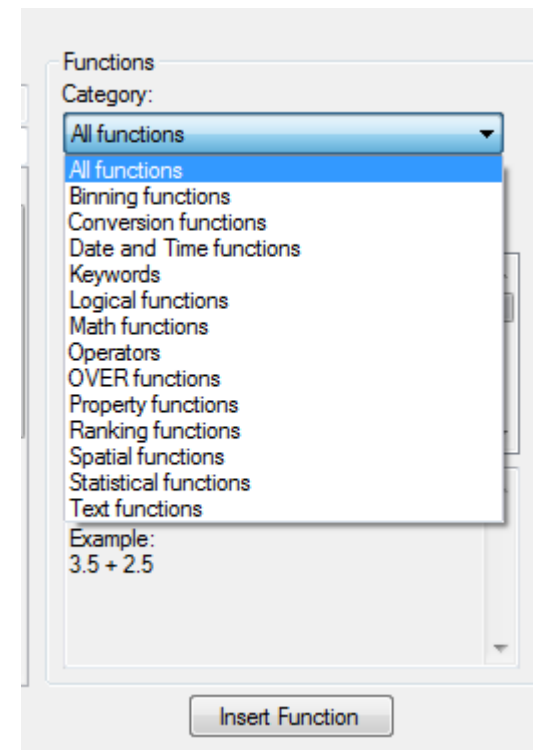 Functions
Category:
All functions
All functions
Binning functions
Conversion functions
Date and Time functions
Keywords
Logical functions
Math functions
Operators
OVER functions
Property functions
Ranking functions
Spatial functions
Statistical functions
Text functions
Example:
3.5 + 2.5
Insert Function